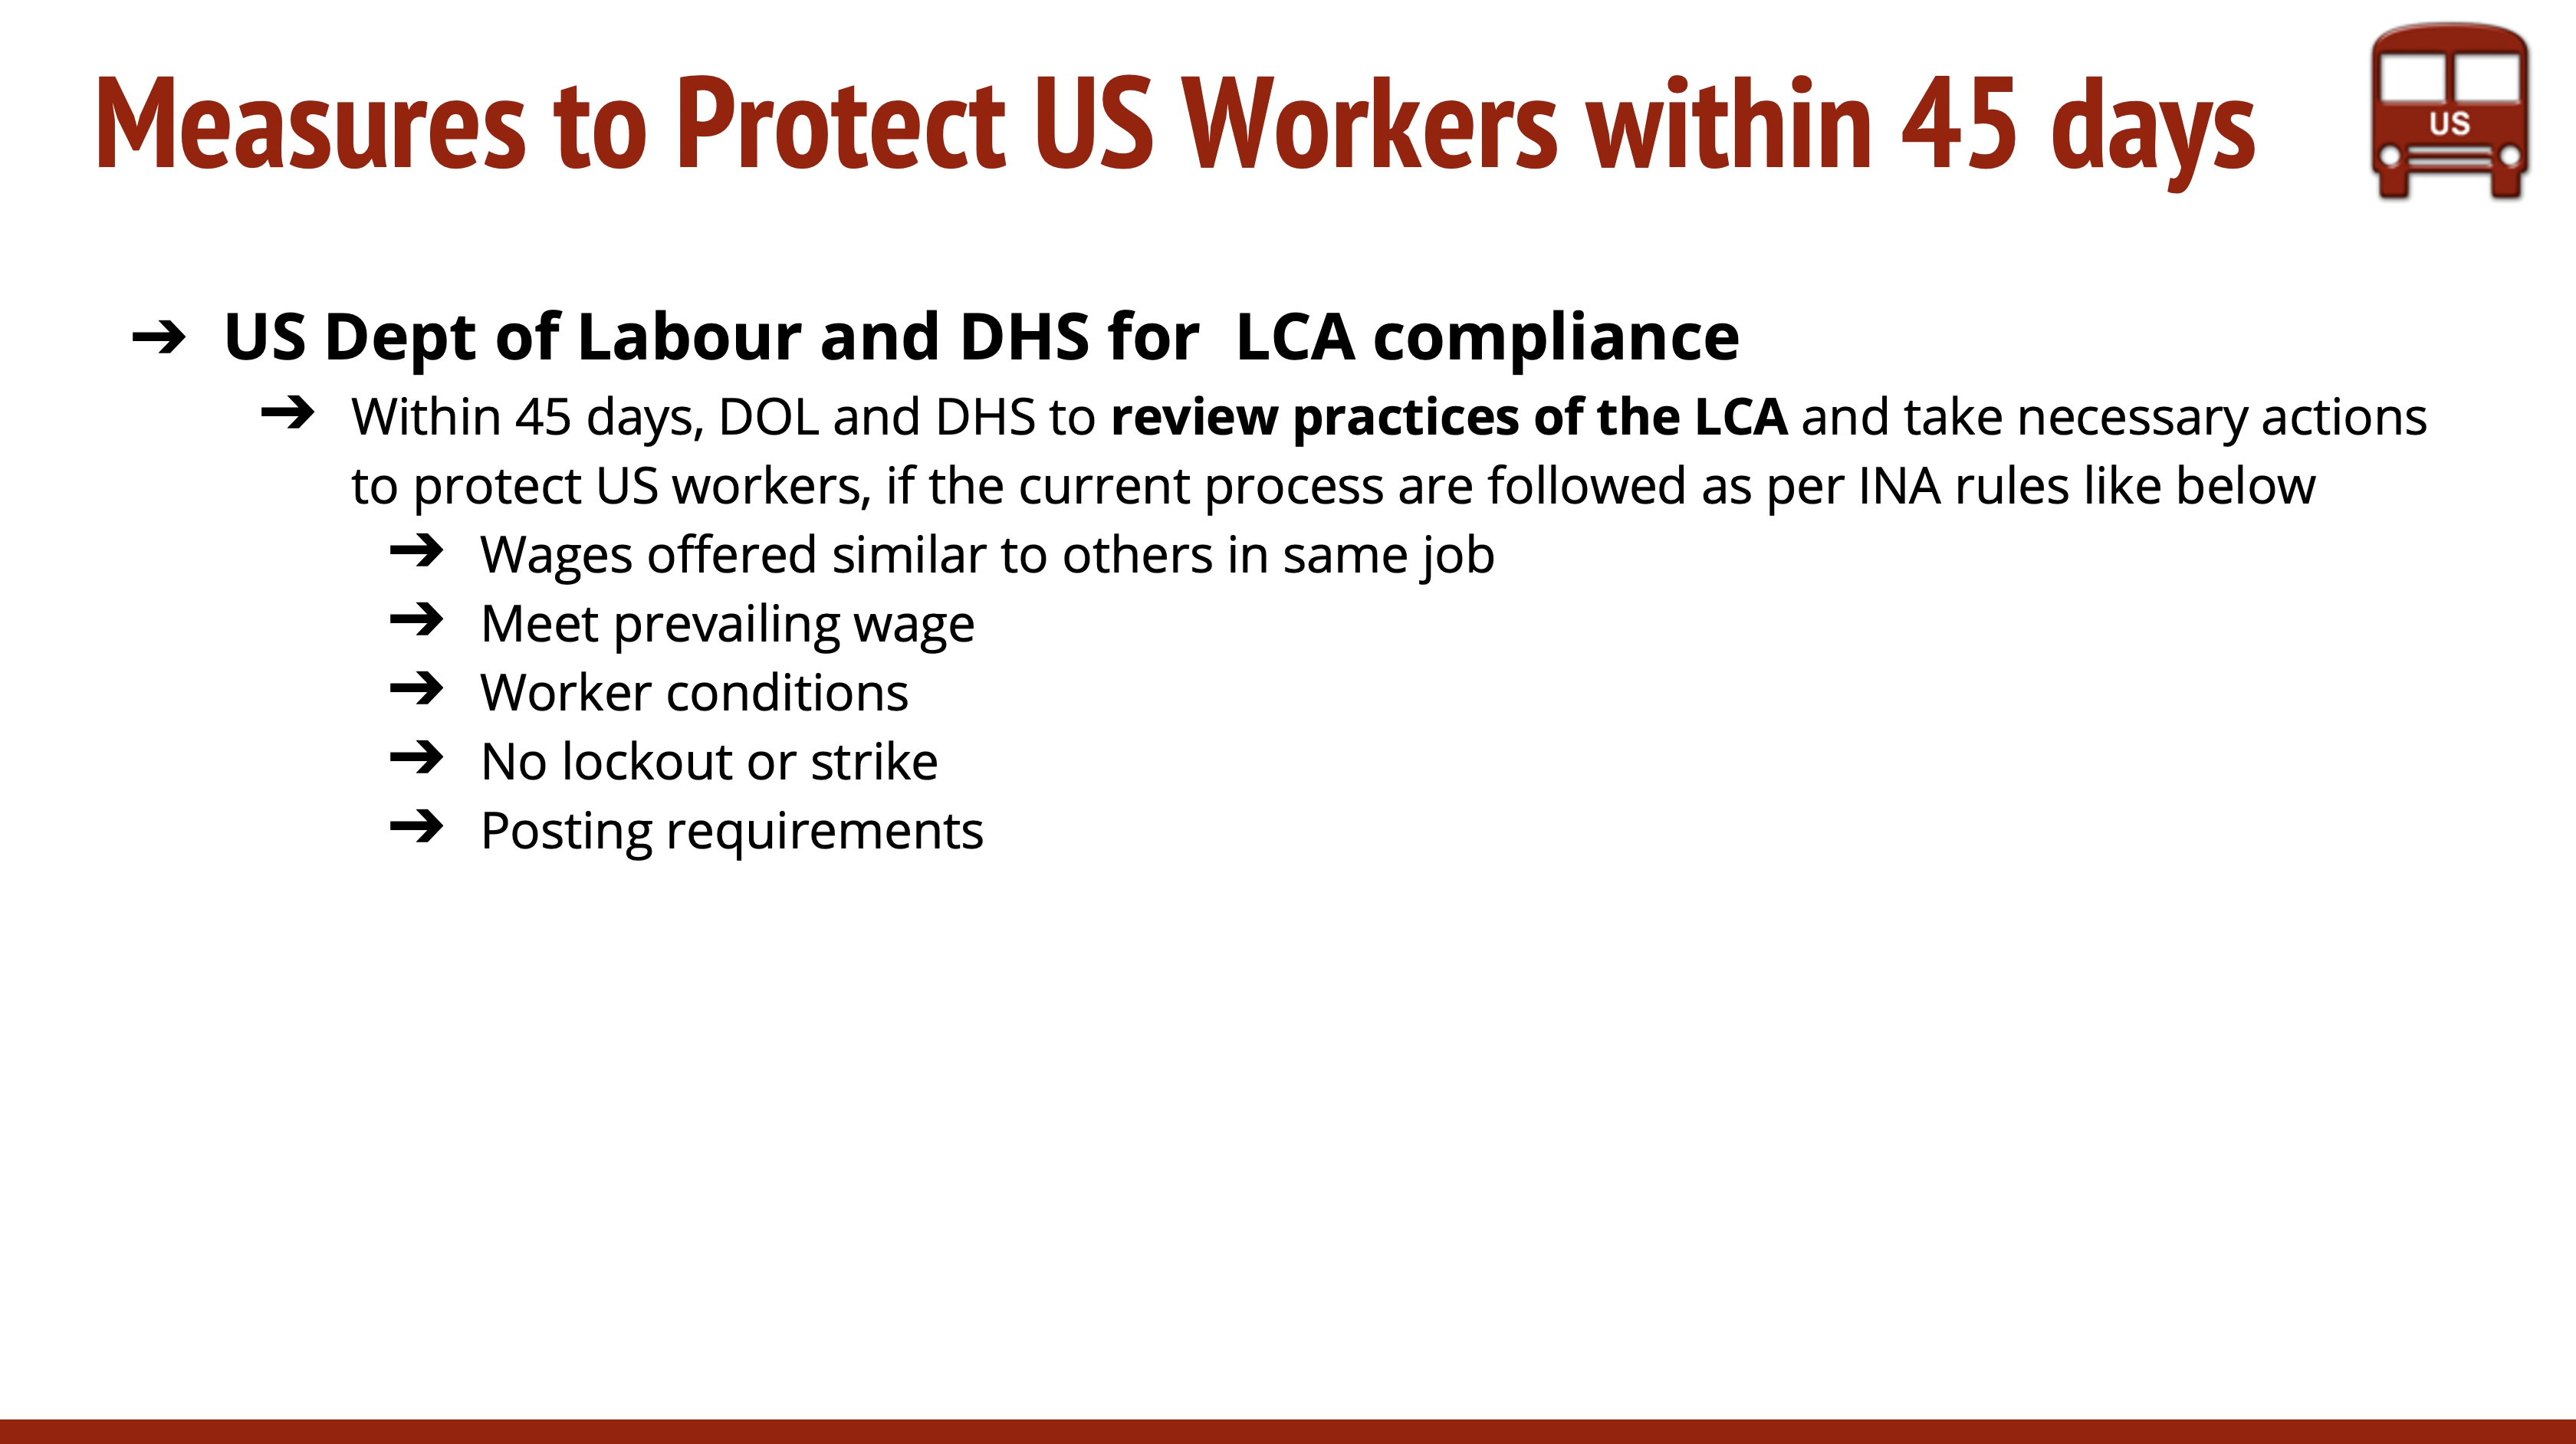 Measures to Protect US Workers within 45 days
US
➔ US Dept of Labour and DHS for  LCA compliance
➔ Within 45 days, DOL and DHS to review practices of the LCA and take necessary actions
to protect US workers, if the current process are followed as per INA rules like below
➔ Wages offered similar to others in same job
➔ Meet prevailing wage
➔ Worker conditions
➔ No lockout or strike
➔ Posting requirements